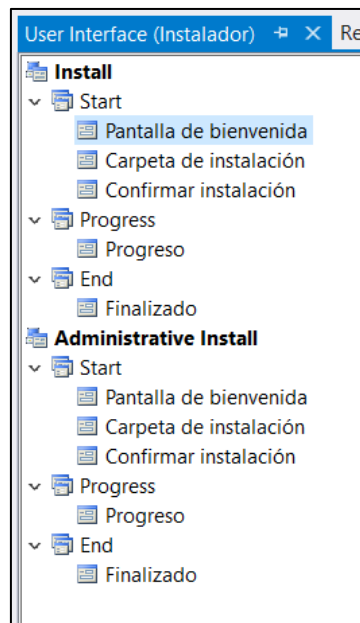 User Interface (Instalador) Re
Install
Start
Pantalla de bienvenida
Carpeta de instalación
Confirmar instalación
Progress
Progreso
End
Finalizado
Administrative Install
Start
Pantalla de bienvenida
Carpeta de instalación
Confirmar instalación
Progress
Progreso
End
Finalizado